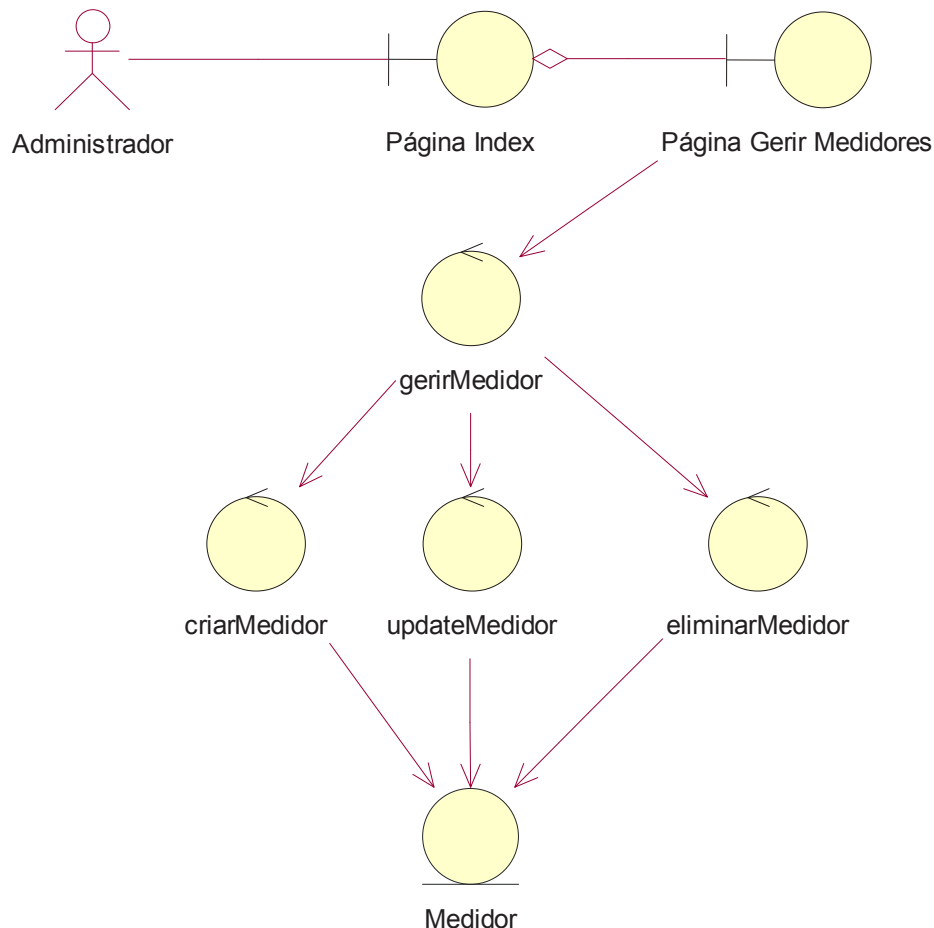 Administrador
Página Index
Página Gerir Medidores
gerirMedidor
criarMedidor
updateMedidor
eliminarMedidor
Medidor